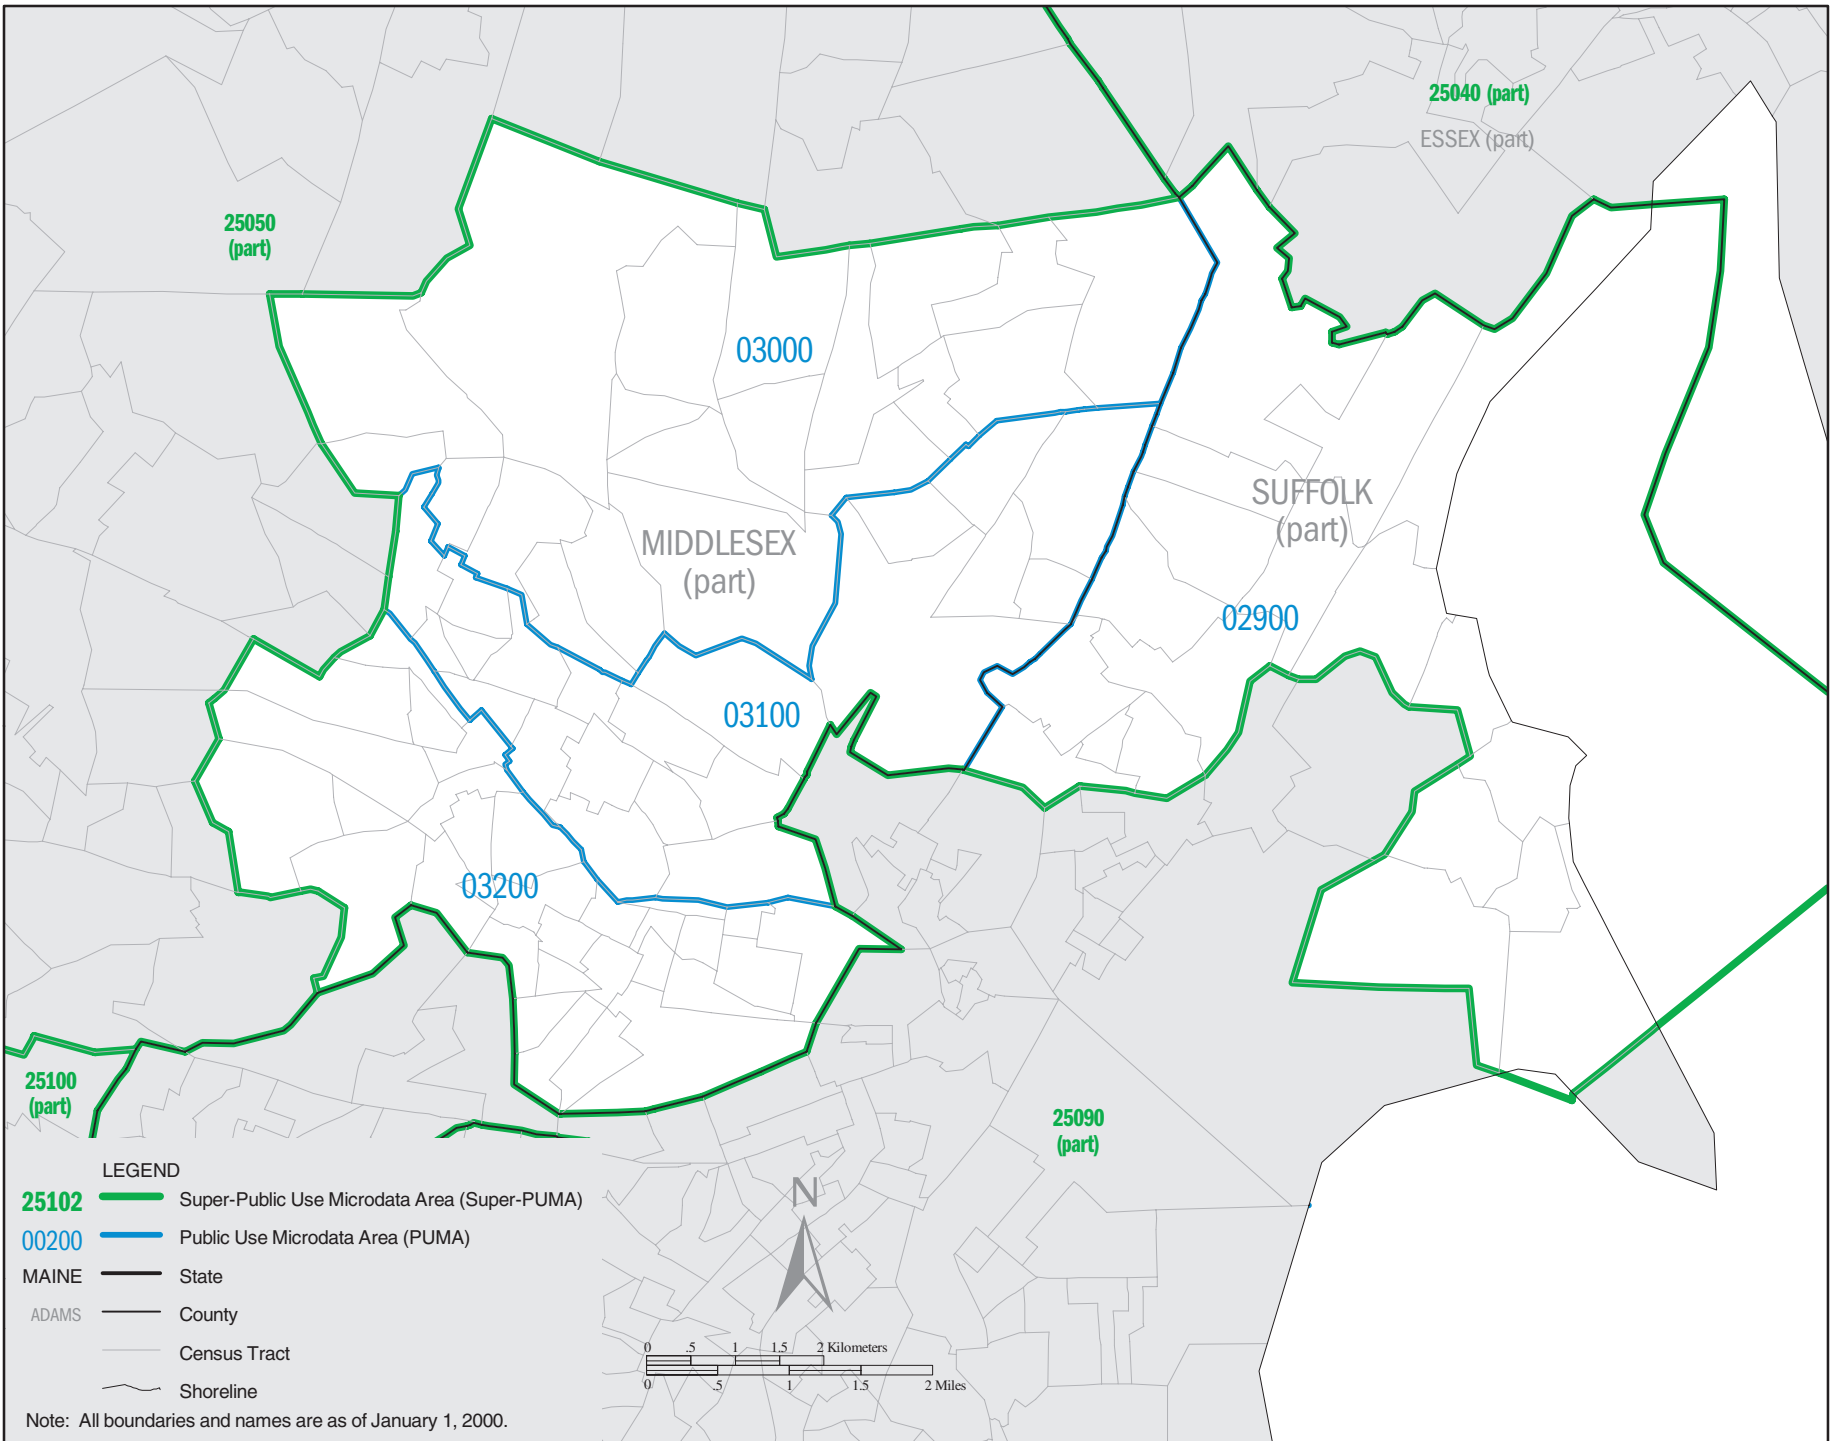 25040 (part)
ESSEX (part)
25050
(part)
03000
SUFFOLK
(part)
MIDDLESEX
(part)
02900
03100
03200
25100
(part)
25090
(part)
LEGEND
25102 Super-Public Use Microdata Area (Super-PUMA)
00200 Public Use Microdata Area (PUMA)
MAINE State
ADAMS County
Census Tract
Shoreline
Note: All boundaries and names are as of January 1, 2000.
N
0 .5 1 1.5 2 Kilometers
0 .5 1 1.5 2 Miles